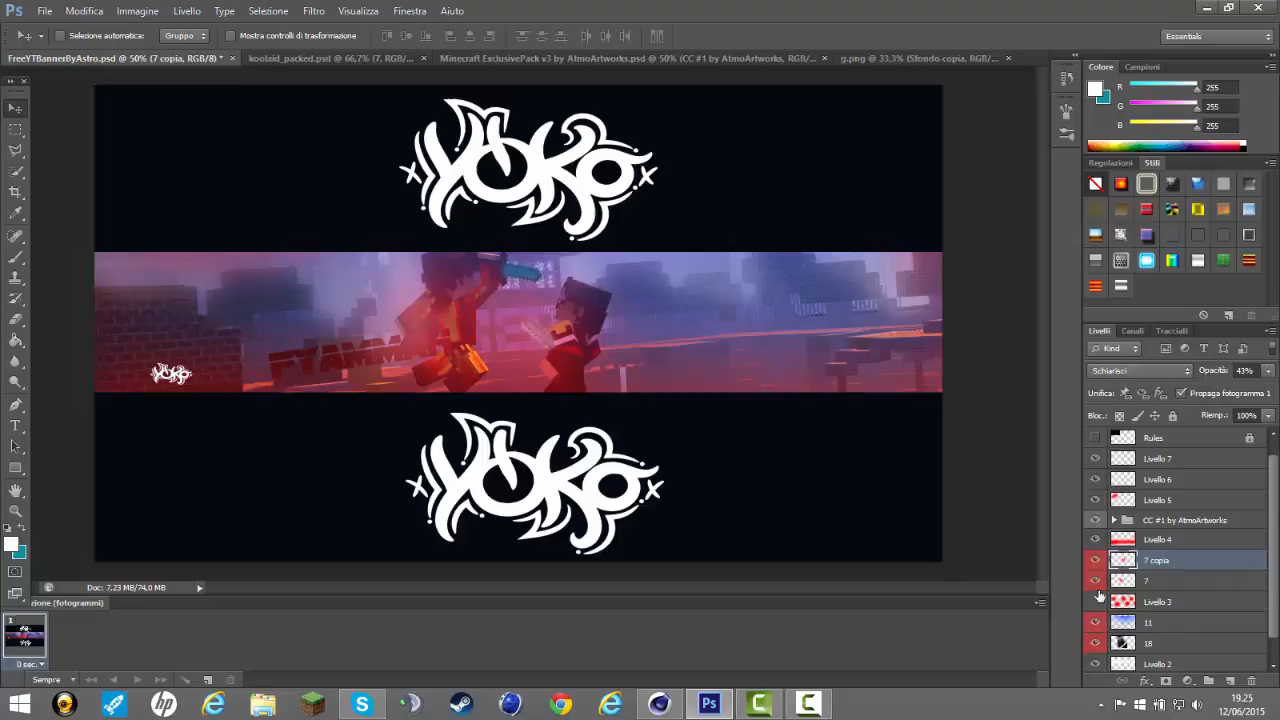 Ps File Modifica Immagine Livello Type Selezione Filtro Visualizza Finestra Aiuto
Selezione automatica: Gruppo Mostra controlli di trasformazione Essentials
FreeYTBannerByAstro.psd @ 50% (7 copia, RGB/8) * koolaid_packed.psd @ 66,7% (7, RGB/... Minecraft ExclusivePack v3 by AtmoArtworks.psd @ 50% (CC #1 by AtmoArtworks, RGB/... g.png @ 33,3% (Sfondo copia, RGB/8)
Colore Campioni
R 255
G 255
B 255
Regolazioni Stili
YOKO
YOKO
YOKO
Livelli Canali Tracciati
Kind
Schiarisci Opacità: 43%
Unifica: Propaga fotogramma 1
Bloc.: Riemp.: 100%
Rules
Livello 7
Livello 6
Livello 5
CC #1 by AtmoArtworks
Livello 4
7 copia
7
Livello 3
11
18
Livello 2
50% Doc: 7,23 MB/74,0 MB
zione (fotogrammi)
1
0 sec.
Sempre
Ps
19.25
12/06/2015